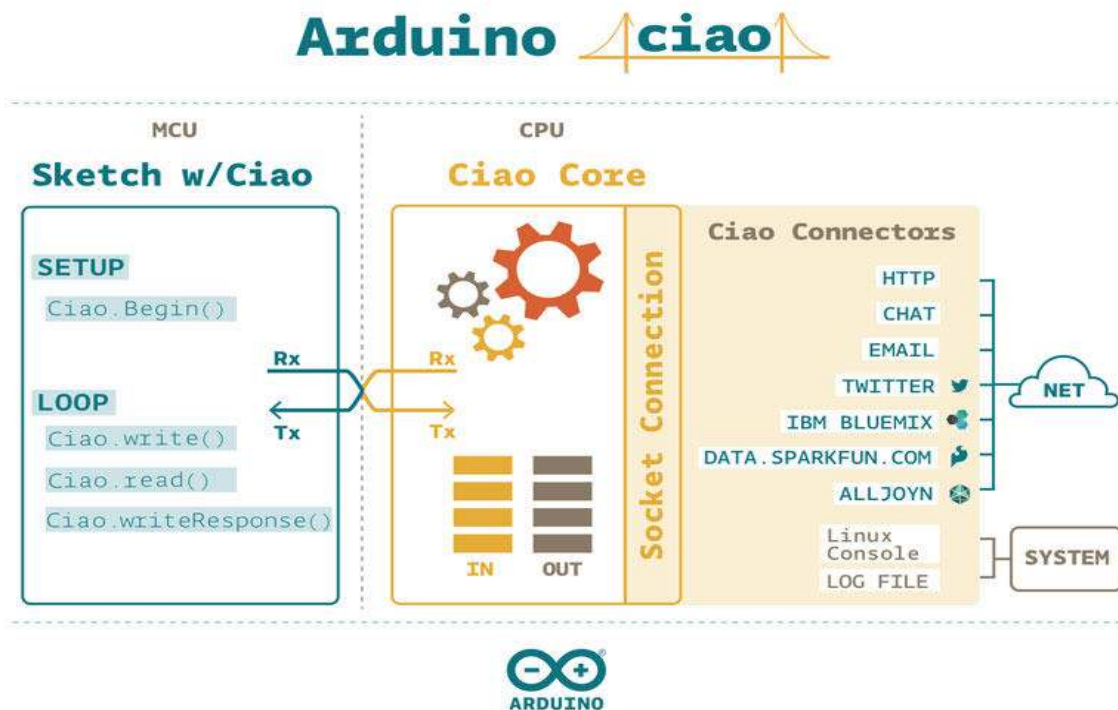 Arduino ciao
MCU
CPU
Sketch w/Ciao
Ciao Core
SETUP
Ciao.Begin()
LOOP
Ciao.write()
Ciao.read()
Ciao.writeResponse()
Rx
Tx
Rx
Tx
IN
OUT
Socket Connection
Ciao Connectors
HTTP
CHAT
EMAIL
TWITTER
IBM BLUEMIX
DATA.SPARKFUN.COM
ALLJOYN
Linux
Console
LOG FILE
NET
SYSTEM
ARDUINO